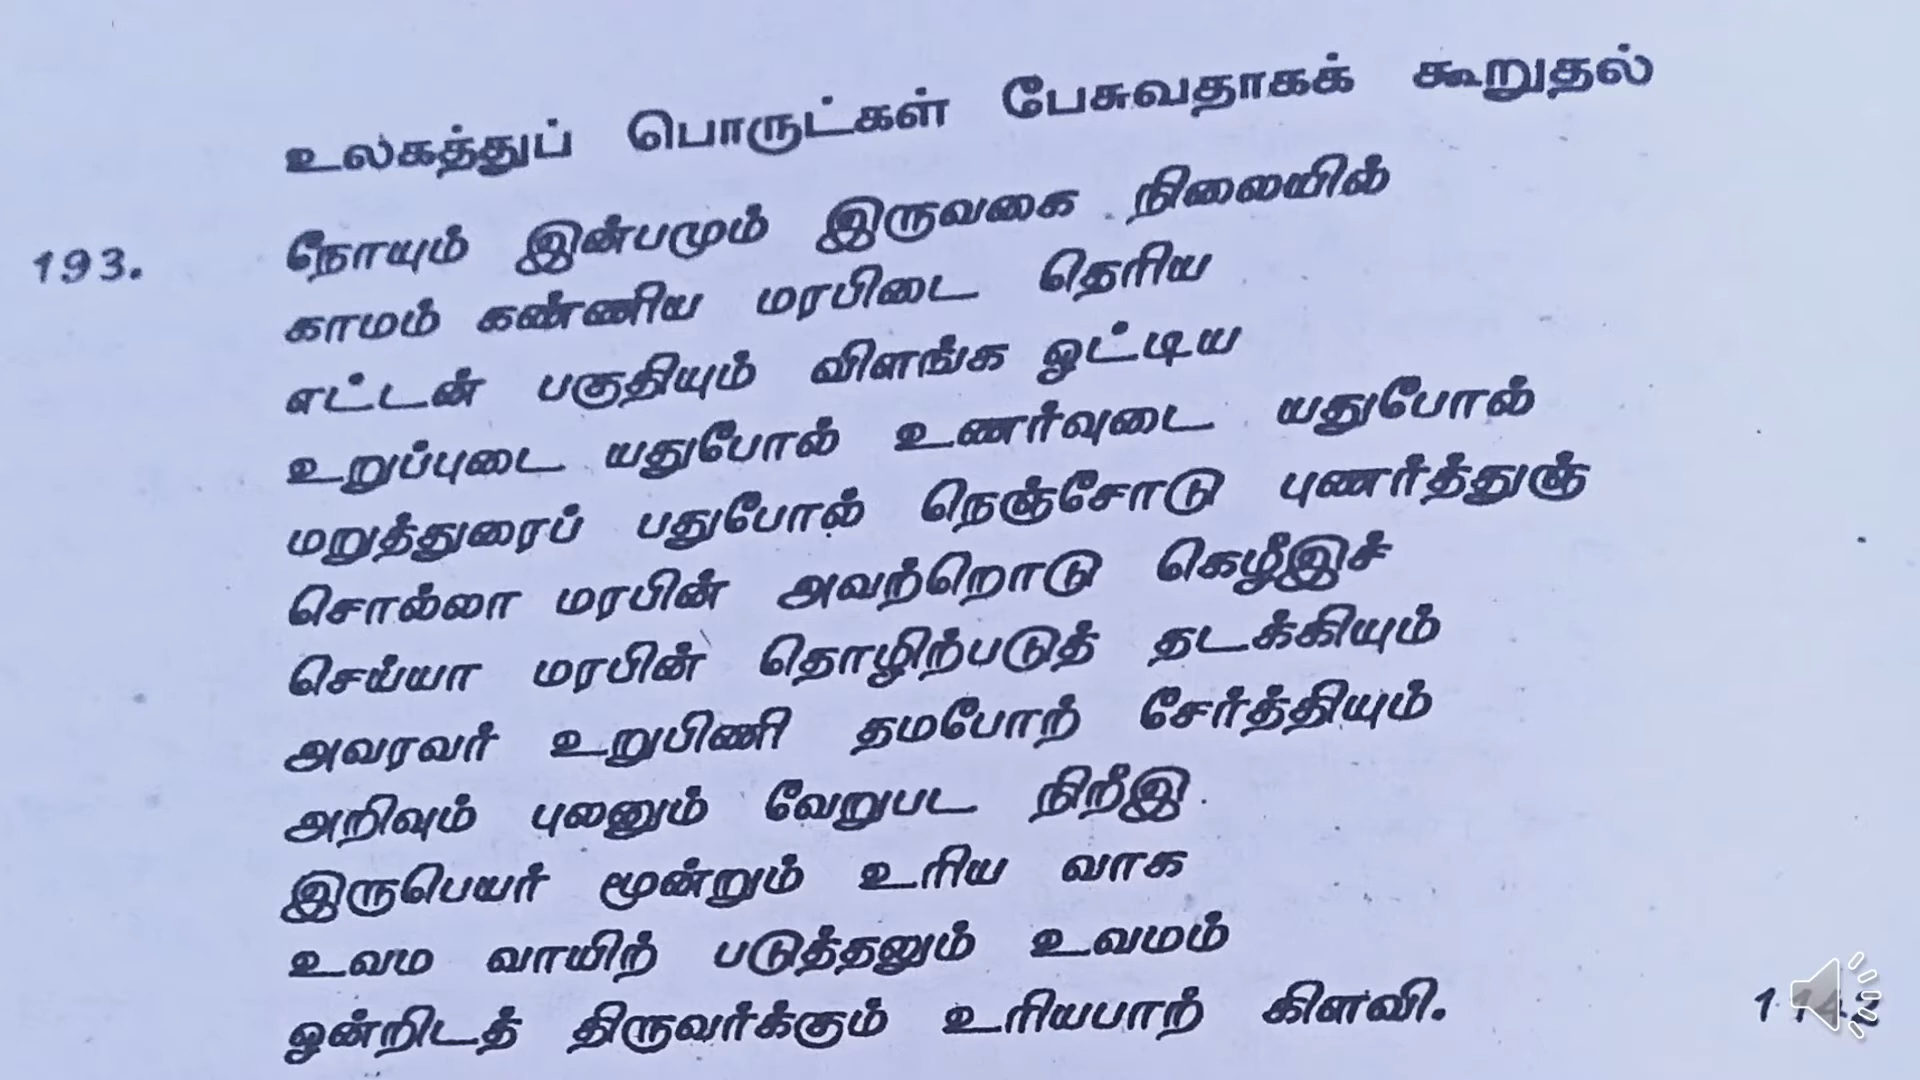 உலகத்துப் பொருட்கள் பேசுவதாகக் கூறுதல்
193. நோயும் இன்பமும் இருவகை நிலையில்
காமம் கண்ணிய மரபிடை தெரிய
எட்டன் பகுதியும் விளங்க ஓட்டிய
உறுப்புடை யதுபோல் உணர்வுடை யதுபோல்
மறுத்துரைப் பதுபோல் நெஞ்சோடு புணர்த்துஞ்
சொல்லா மரபின் அவற்றொடு கெழீஇச்
செய்யா மரபின் தொழிற்படுத் தடக்கியும்
அவரவர் உறுபிணி தமபோற் சேர்த்தியும்
அறிவும் புலனும் வேறுபட நிறீஇ
இருபெயர் மூன்றும் உரிய வாக
உவம வாயிற் படுத்தலும் உவமம்
ஒன்றிடத் திருவர்க்கும் உரியபாற் கிளவி.